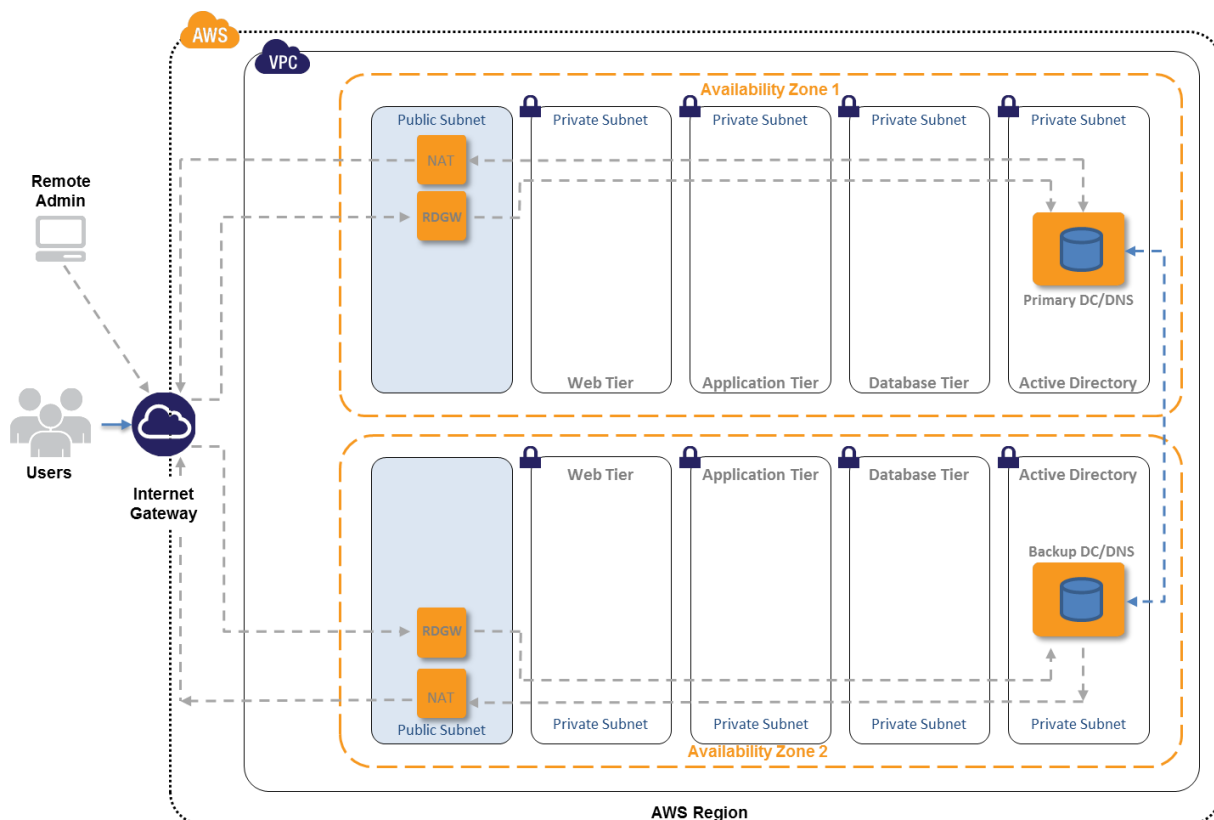 AWS
VPC
Availability Zone 1
Public Subnet
Private Subnet
Private Subnet
Private Subnet
Private Subnet
NAT
RDGW
Remote
Admin
Primary DC/DNS
Web Tier
Application Tier
Database Tier
Active Directory
Users
Internet
Gateway
Web Tier
Application Tier
Database Tier
Active Directory
Backup DC/DNS
RDGW
NAT
Public Subnet
Private Subnet
Private Subnet
Private Subnet
Private Subnet
Availability Zone 2
AWS Region